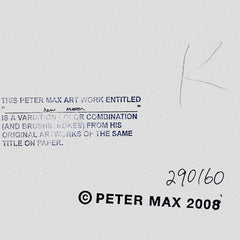 K
THIS PETER MAX ART WORK ENTITLED
" "
IS A VARIATION COLOR COMBINATION
(AND BRUSHSTROKES) FROM HIS
ORIGINAL ARTWORKS OF THE SAME
TITLE ON PAPER.
290160
© PETER MAX 2008